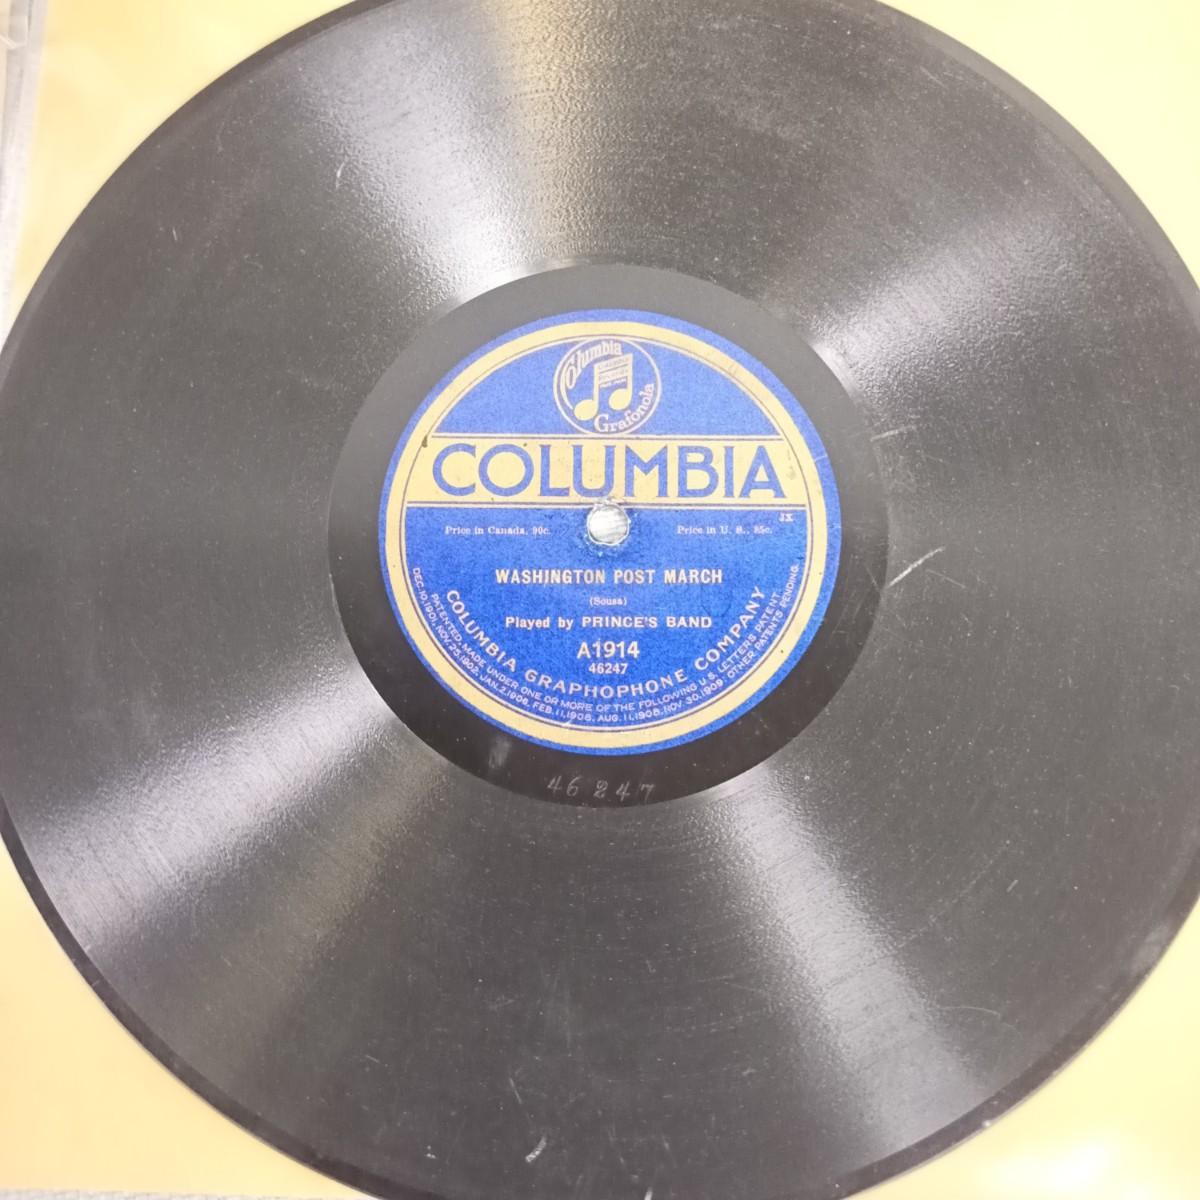 Columbia
Grafonola
COLUMBIA
JX
Price in Canada, 90c.
Price in U. S., 85c.
WASHINGTON POST MARCH
(Sousa)
Played by PRINCE'S BAND
A1914
46247
COLUMBIA GRAPHOPHONE COMPANY
PATENTED, MADE UNDER ONE OR MORE OF THE FOLLOWING U.S. LETTERS PATENT
DEC.10,1901, NOV.25,1902, JAN.2,1906, FEB.11,1908, AUG.11,1908, NOV.30,1909, OTHER PATENTS PENDING.
46247